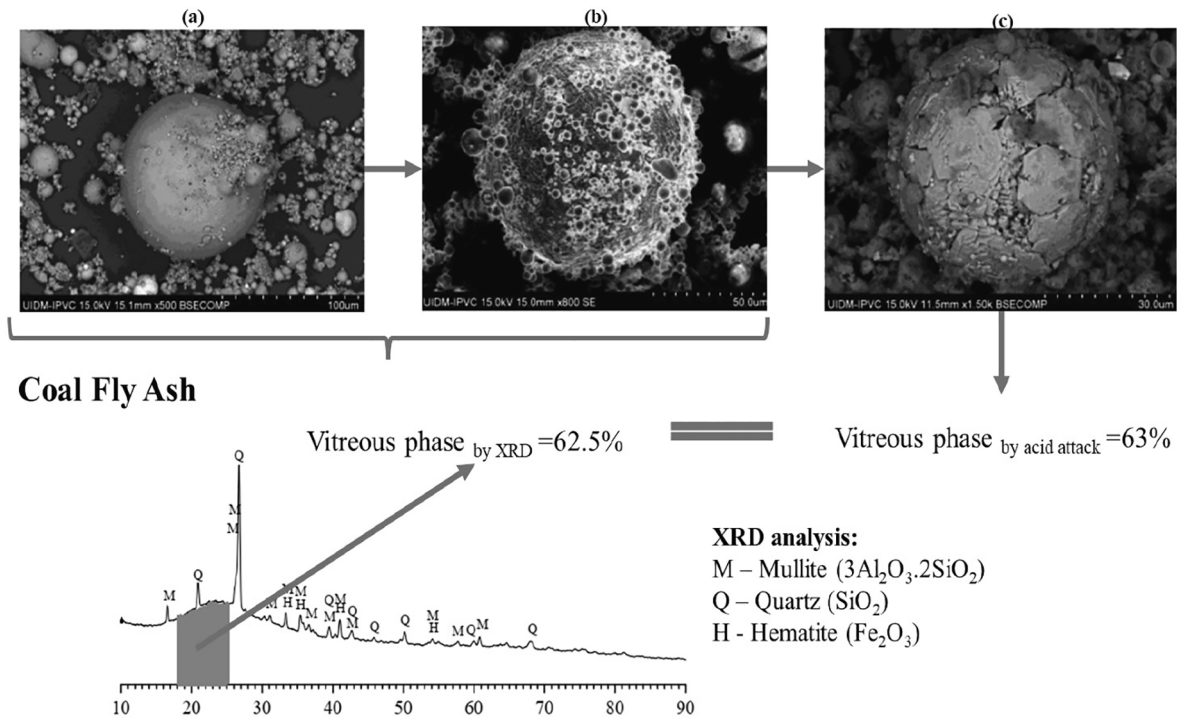 (a)
(b)
(c)
UIDM-IPVC 15.0kV 15.1mm x500 BSECOMP 100um
UIDM-IPVC 15.0kV 15.0mm x800 SE 50.0um
UIDM-IPVC 15.0kV 11.5mm x1.50k BSECOMP 30.0um
Coal Fly Ash
Vitreous phase by XRD =62.5%
Vitreous phase by acid attack =63%
Q
M
M
M
Q
M
M
H
M
H
M
Q
M
M
H
Q
M
Q
Q
M
H
M
Q
M
Q
XRD analysis:
M – Mullite (3Al₂O₃.2SiO₂)
Q – Quartz (SiO₂)
H - Hematite (Fe₂O₃)
10 20 30 40 50 60 70 80 90